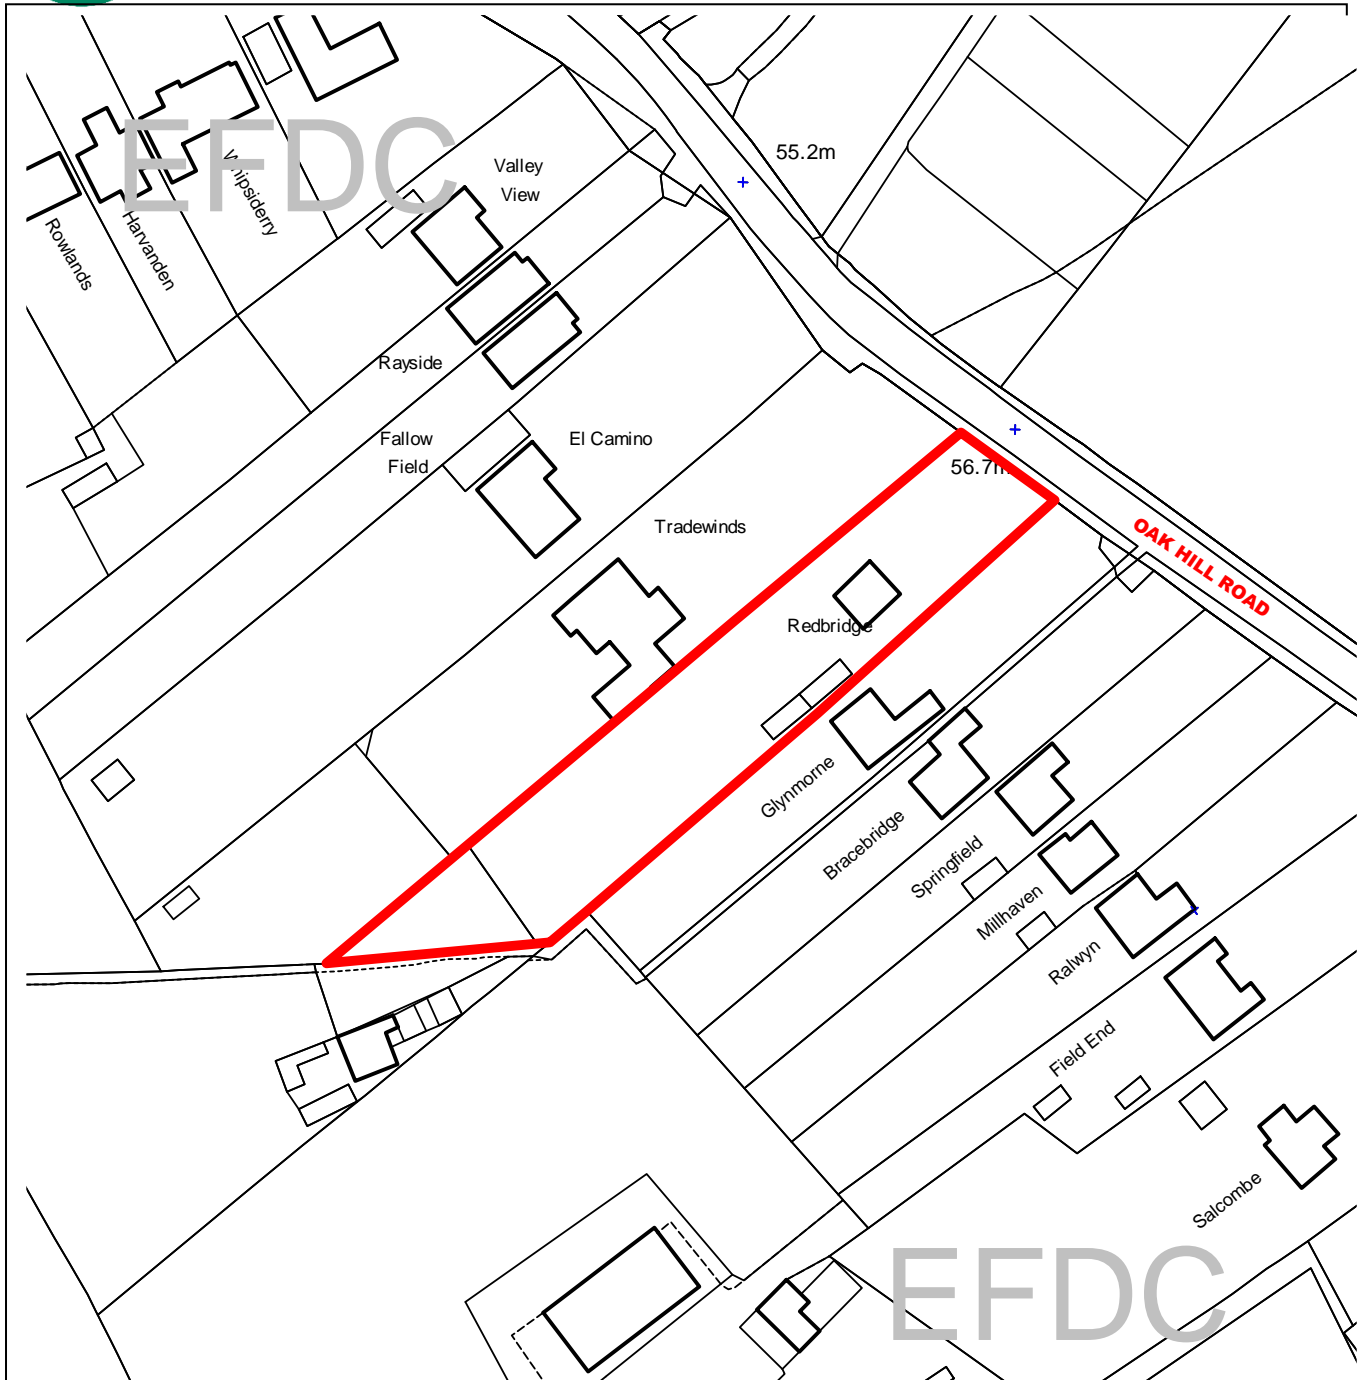 EFDC
Valley
View
55.2m
Whipsiderry
Harvanden
Rowlands
Rayside
Fallow
Field
El Camino
56.7m
Tradewinds
OAK HILL ROAD
Redbridge
Glynmorne
Bracebridge
Springfield
Millhaven
Ralwyn
Field End
Salcombe
EFDC